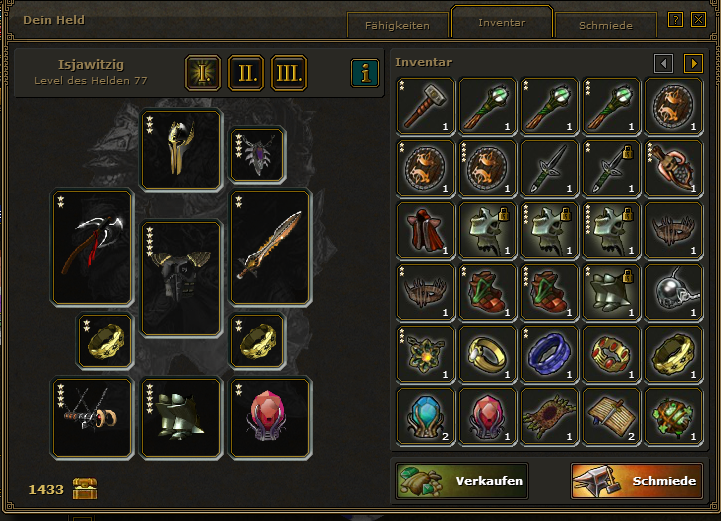 Dein Held
Fähigkeiten
Inventar
Schmiede
?
Isjawitzig
Level des Helden 77
I.
II.
III.
i
Inventar
1 1 1 1 1
1 1 1 1 1
1 1 1 1 1
1 1 1 1 1
1 1 1 1 1
2 1 1 2 1
1433
Verkaufen
Schmiede